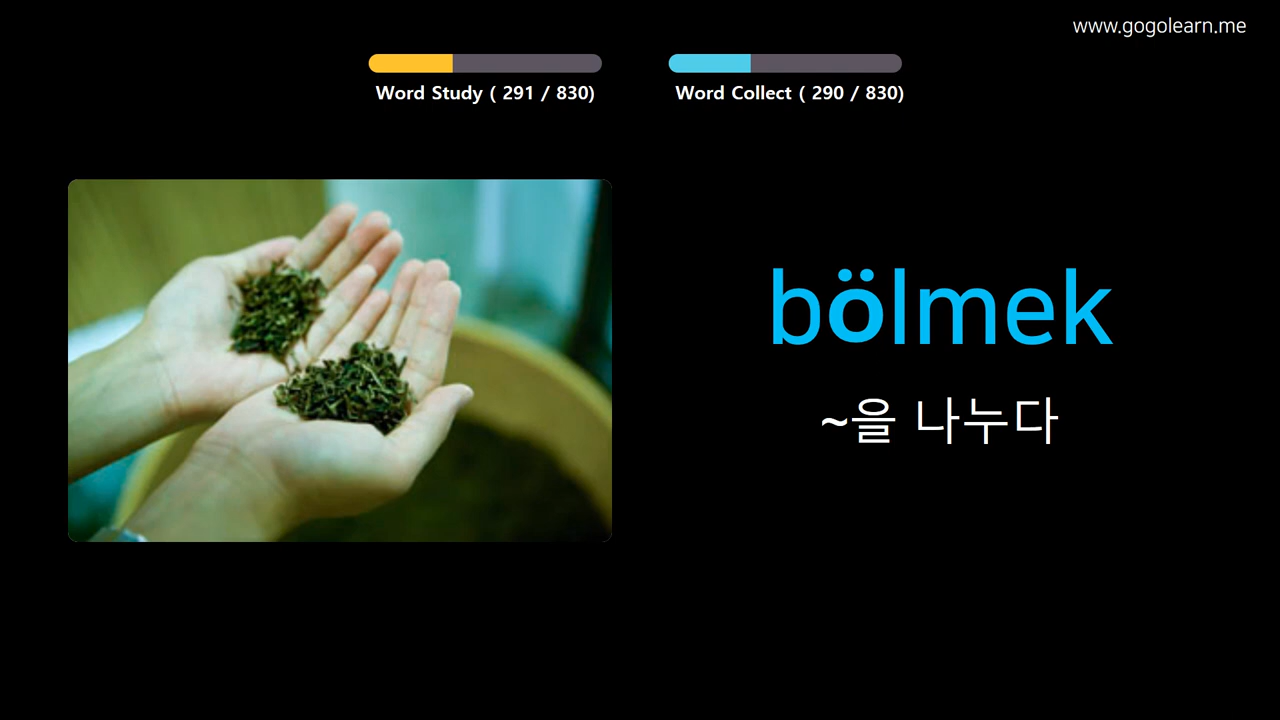 www.gogolearn.me
Word Study ( 291 / 830)
Word Collect ( 290 / 830)
bölmek
~을 나누다